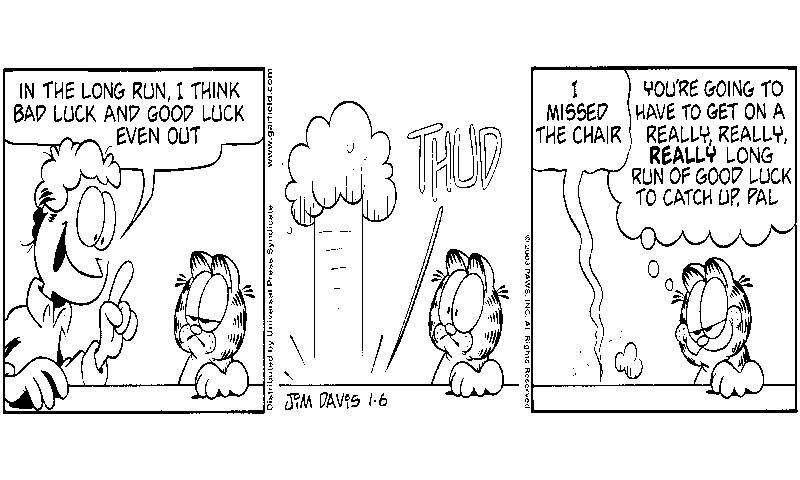 IN THE LONG RUN, I THINK
BAD LUCK AND GOOD LUCK
EVEN OUT
www.garfield.com
Distributed by Universal Press Syndicate
THUD
JIM DAVIS 1-6
© 2003 PAWS, INC. All Rights Reserved
I
MISSED
THE CHAIR
YOU'RE GOING TO
HAVE TO GET ON A
REALLY, REALLY,
REALLY LONG
RUN OF GOOD LUCK
TO CATCH UP, PAL